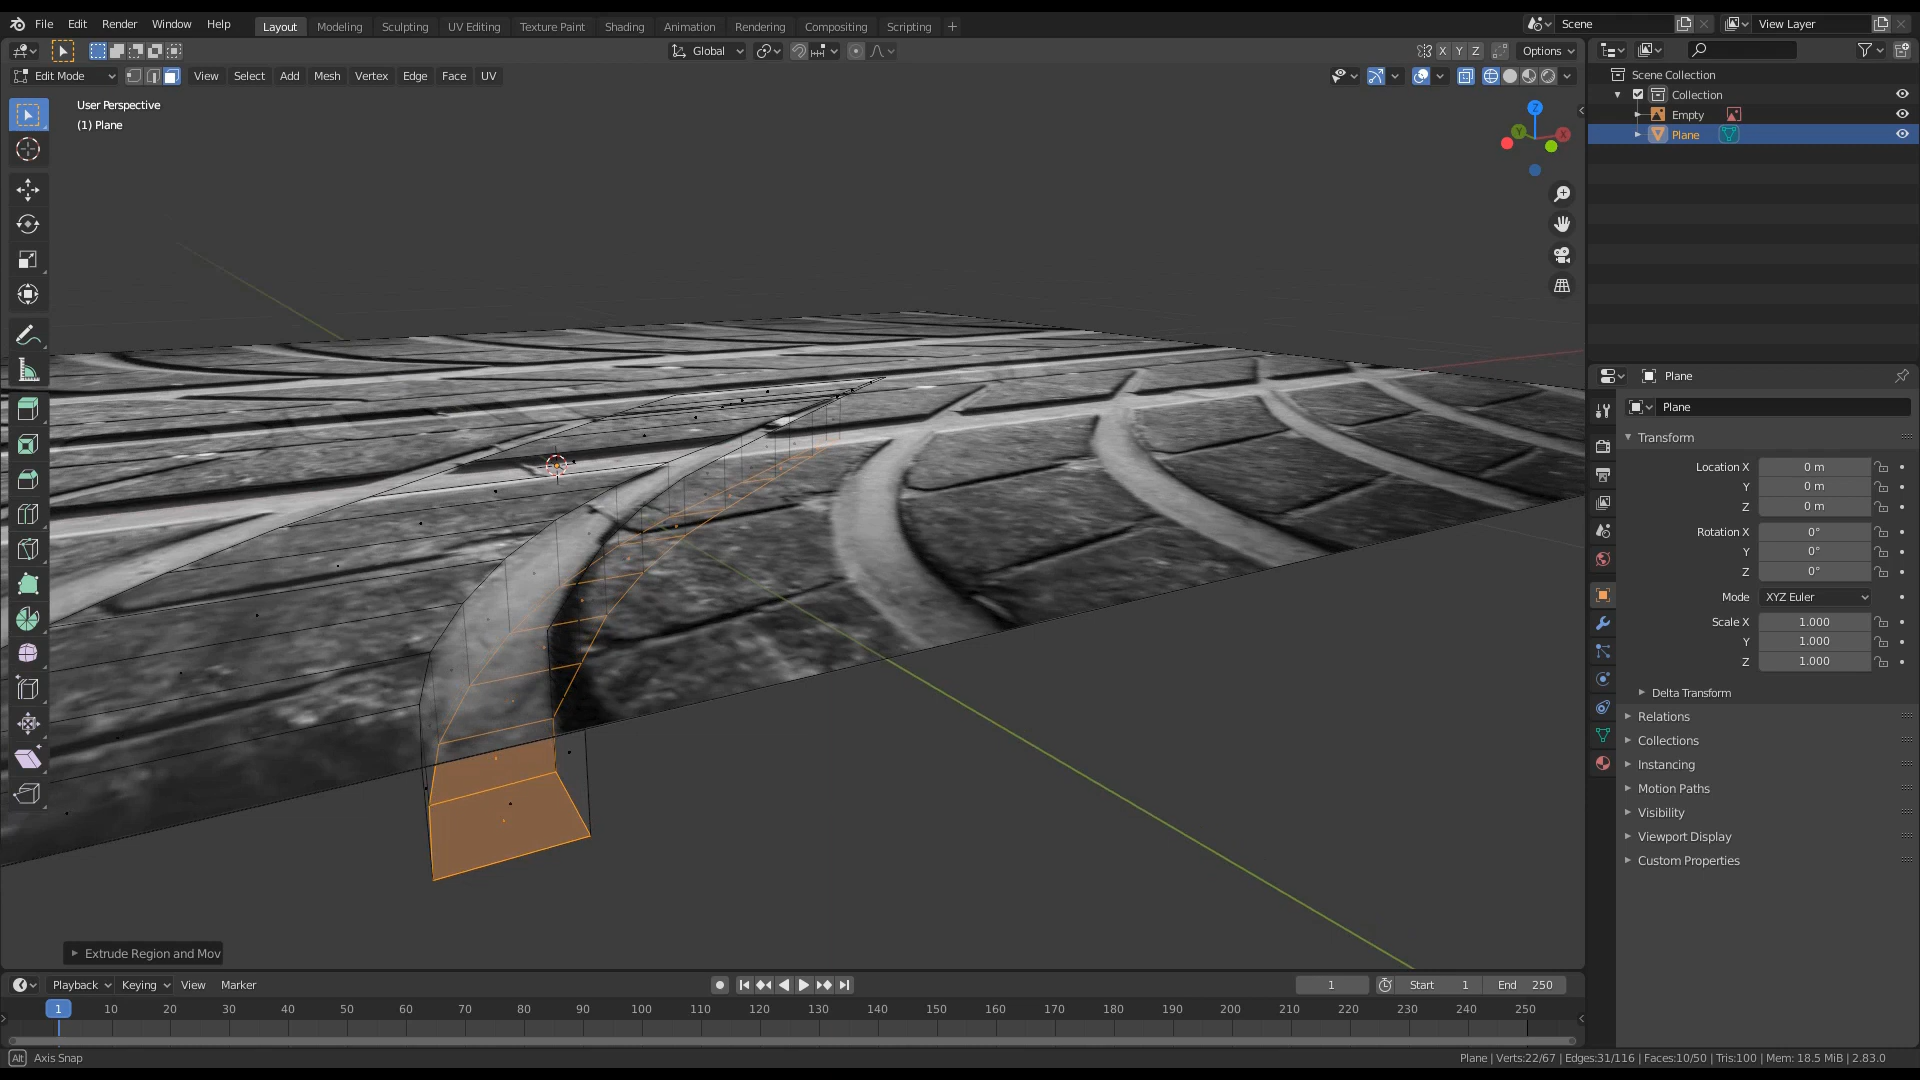 File Edit Render Window Help Layout Modeling Sculpting UV Editing Texture Paint Shading Animation Rendering Compositing Scripting + Scene View Layer
Global X Y Z Options
Edit Mode View Select Add Mesh Vertex Edge Face UV
User Perspective
(1) Plane
Z
Y
X
Scene Collection
Collection
Empty
Plane
Plane
Plane
Transform
Location X 0 m
Y 0 m
Z 0 m
Rotation X 0°
Y 0°
Z 0°
Mode XYZ Euler
Scale X 1.000
Y 1.000
Z 1.000
Delta Transform
Relations
Collections
Instancing
Motion Paths
Visibility
Viewport Display
Custom Properties
Extrude Region and Mov
Playback Keying View Marker 1 Start 1 End 250
1 10 20 30 40 50 60 70 80 90 100 110 120 130 140 150 160 170 180 190 200 210 220 230 240 250
Alt Axis Snap
Plane | Verts:22/67 | Edges:31/116 | Faces:10/50 | Tris:100 | Mem: 18.5 MiB | 2.83.0